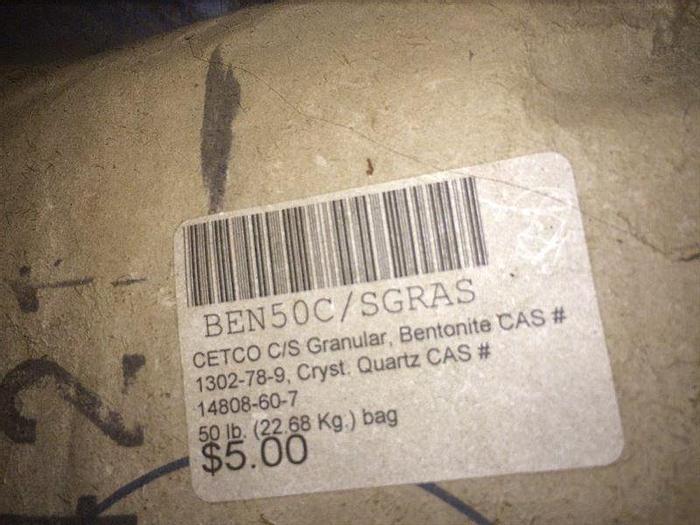 BEN50C/SGRAS
CETCO C/S Granular, Bentonite CAS #
1302-78-9, Cryst. Quartz CAS #
14808-60-7
50 lb. (22.68 Kg.) bag
$5.00